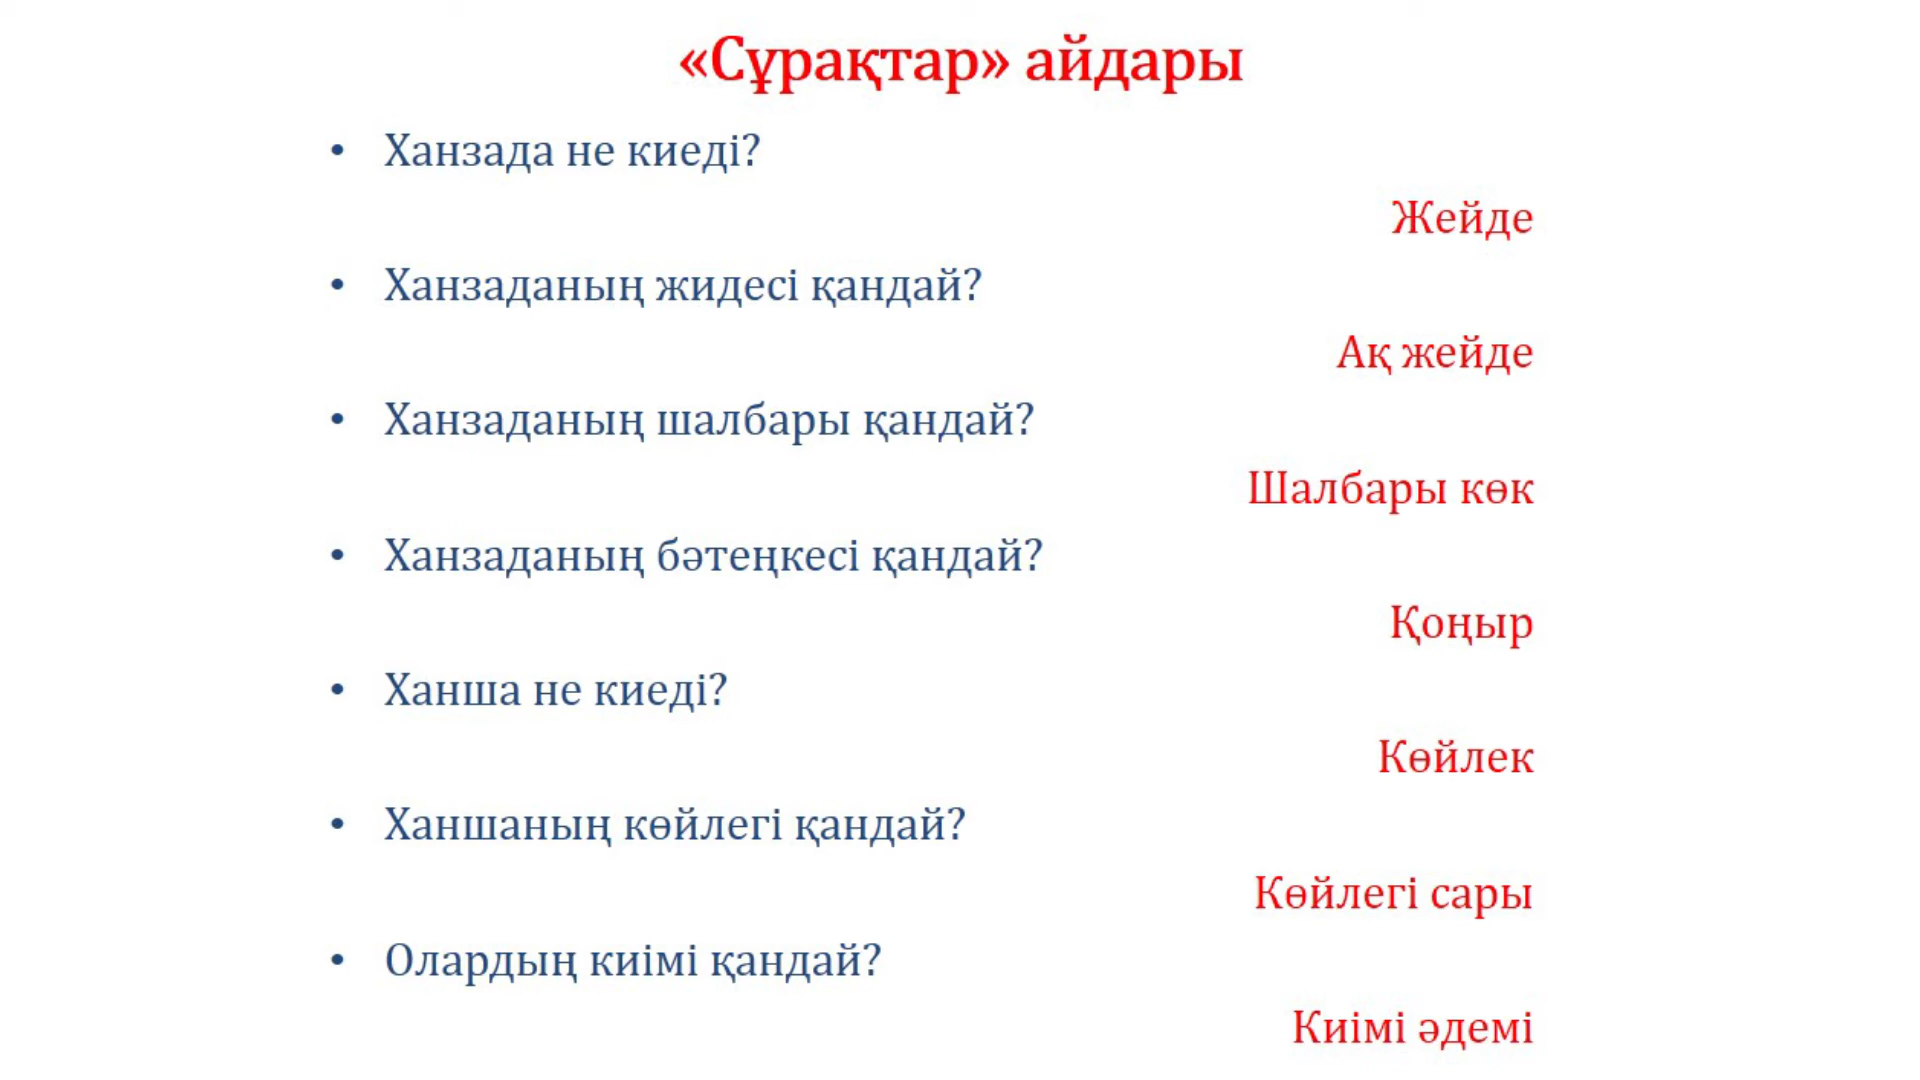 «Сұрақтар» айдары
• Ханзада не киеді?
Жейде
• Ханзаданың жидесі қандай?
Ақ жейде
• Ханзаданың шалбары қандай?
Шалбары көк
• Ханзаданың бәтеңкесі қандай?
Қоңыр
• Ханша не киеді?
Көйлек
• Ханшаның көйлегі қандай?
Көйлегі сары
• Олардың киімі қандай?
Киімі әдемі